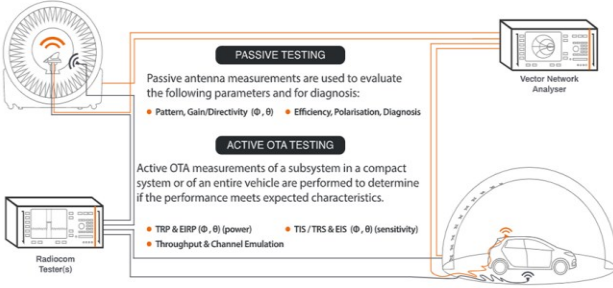 PASSIVE TESTING
Passive antenna measurements are used to evaluate
the following parameters and for diagnosis:
• Pattern, Gain/Directivity (Φ , θ) • Efficiency, Polarisation, Diagnosis
Vector Network
Analyser
ACTIVE OTA TESTING
Active OTA measurements of a subsystem in a compact
system or of an entire vehicle are performed to determine
if the performance meets expected characteristics.
• TRP & EIRP (Φ , θ) (power) • TIS / TRS & EIS (Φ , θ) (sensitivity)
• Throughput & Channel Emulation
Radiocom
Tester(s)